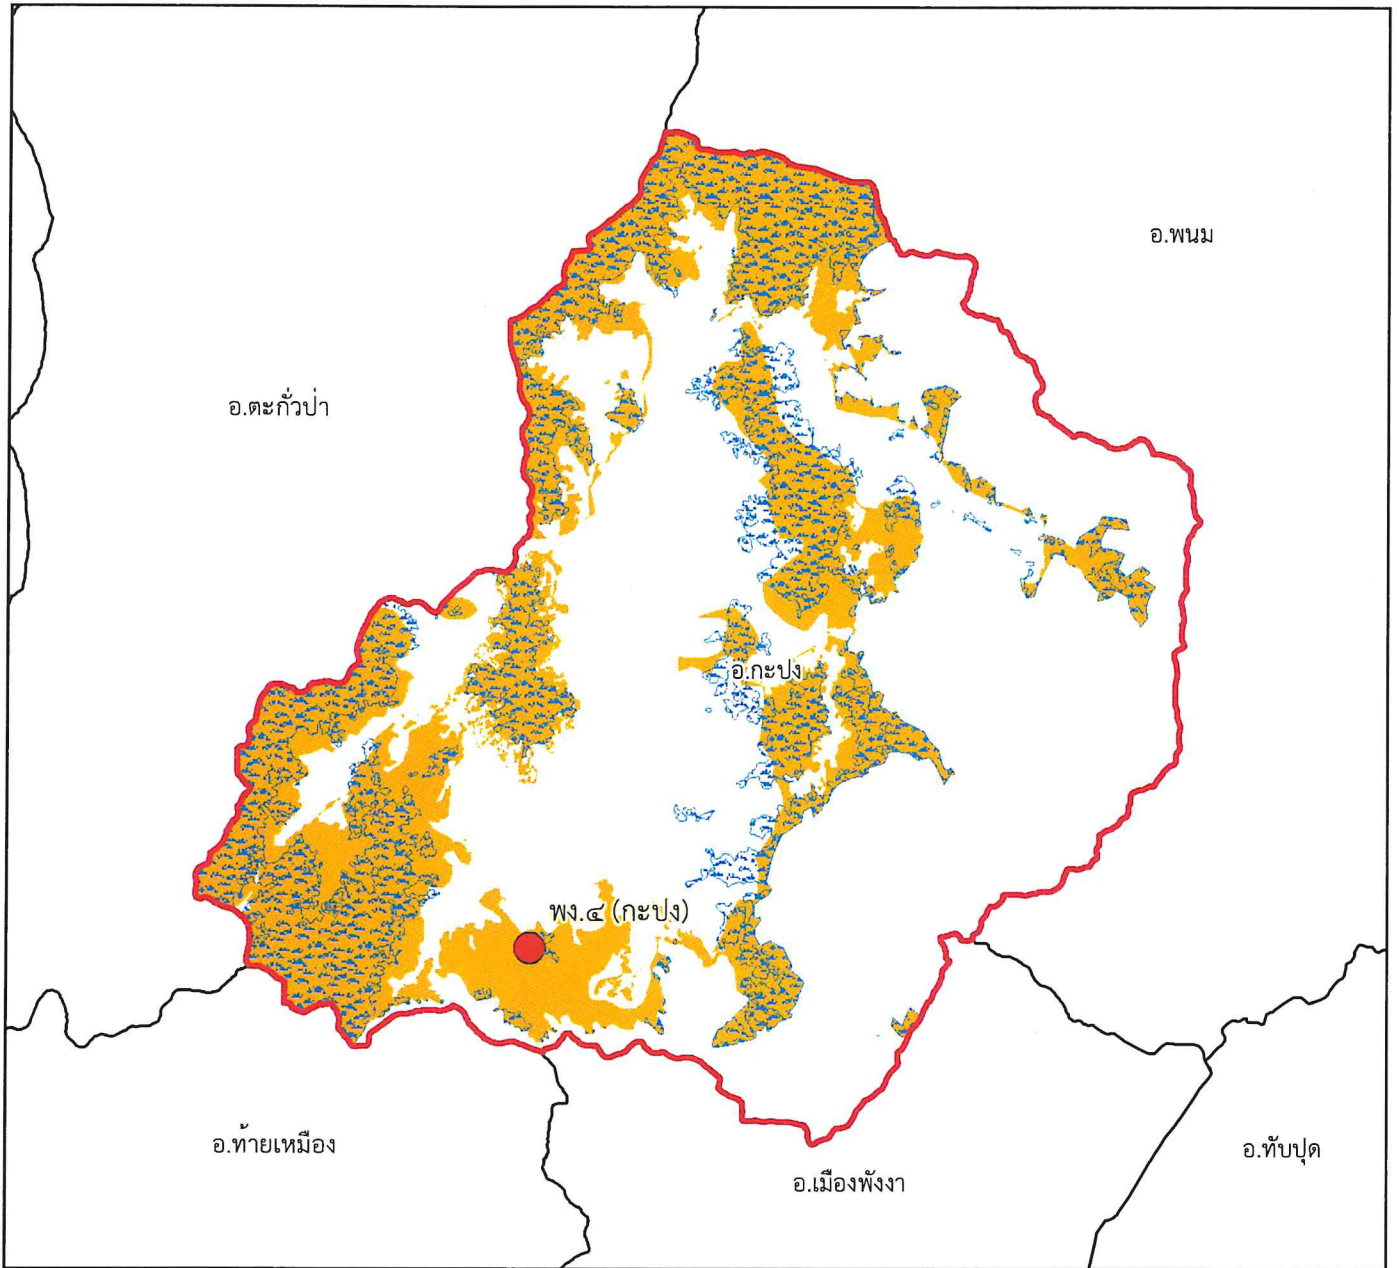 อ.พนม
อ.ตะกั่วป่า
อ.กะปง
พง.๔ (กะปง)
อ.ท้ายเหมือง
อ.ทับปุด
อ.เมืองพังงา